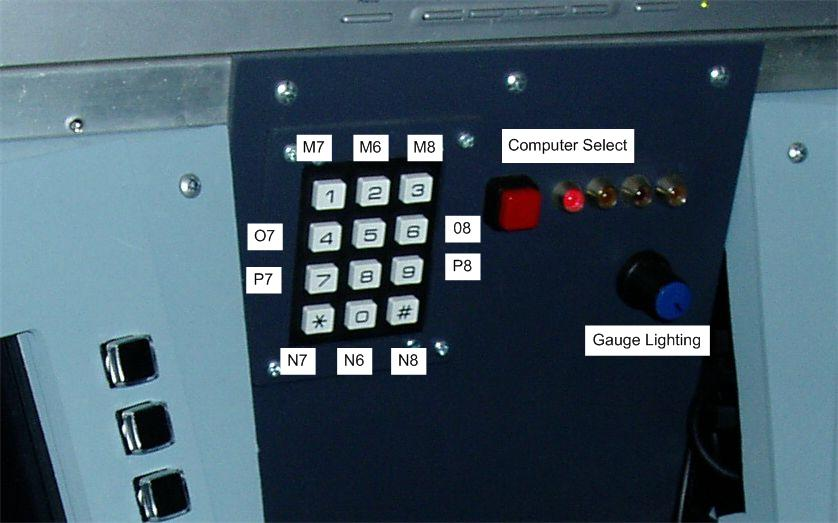 M7 M6 M8
Computer Select
1 2 3
O7 4 5 6 08
P7 7 8 9 P8
* 0 #
Gauge Lighting
N7 N6 N8